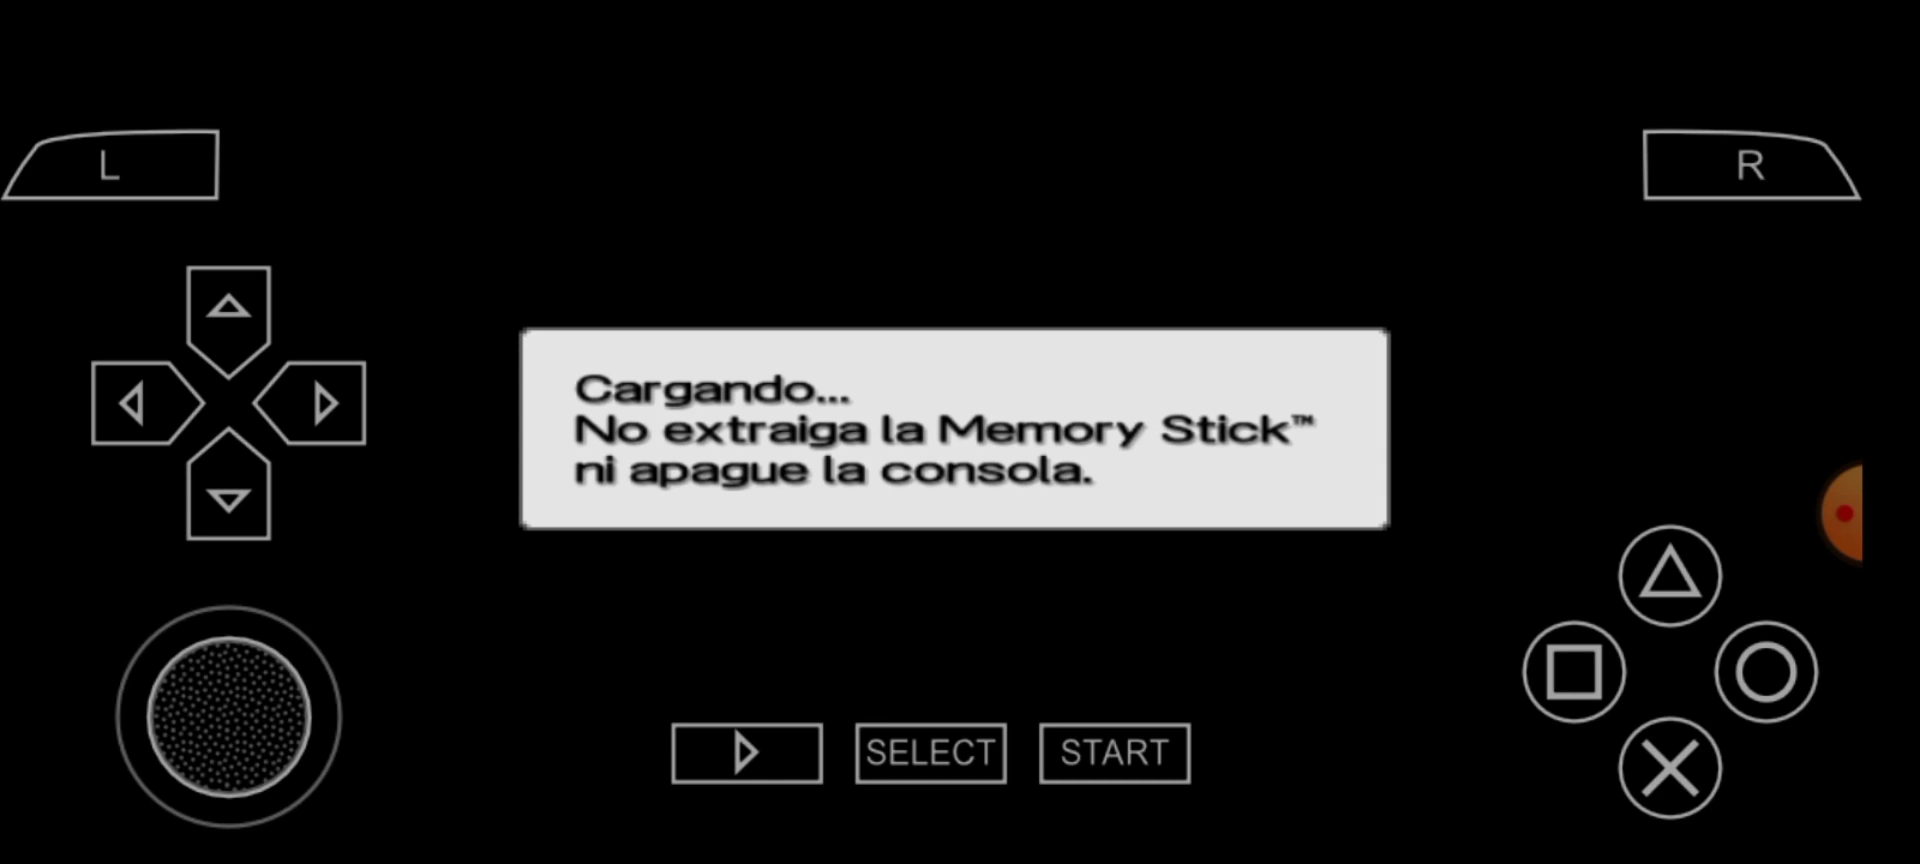 L
R
Cargando...
No extraiga la Memory Stick™
ni apague la consola.
SELECT
START